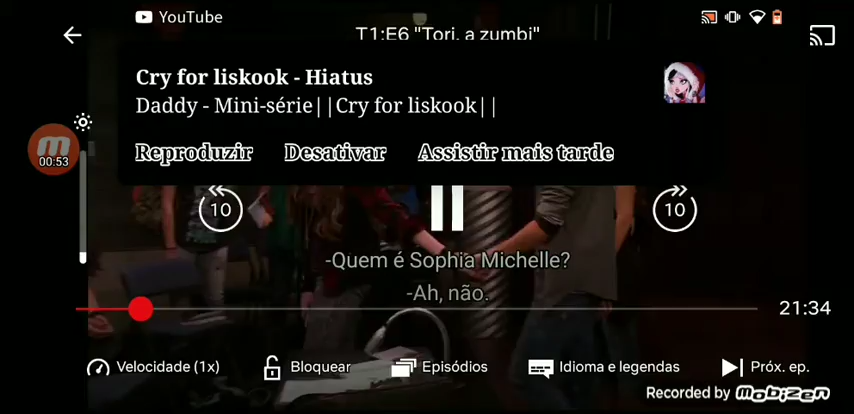 YouTube
T1:E6 "Tori, a zumbi"
Cry for liskook - Hiatus
Daddy - Mini-série||Cry for liskook||
Reproduzir Desativar Assistir mais tarde
00:53
10 10
-Quem é Sophia Michelle?
-Ah, não.
21:34
Velocidade (1x) Bloquear Episódios Idioma e legendas Próx. ep.
Recorded by Mobizen